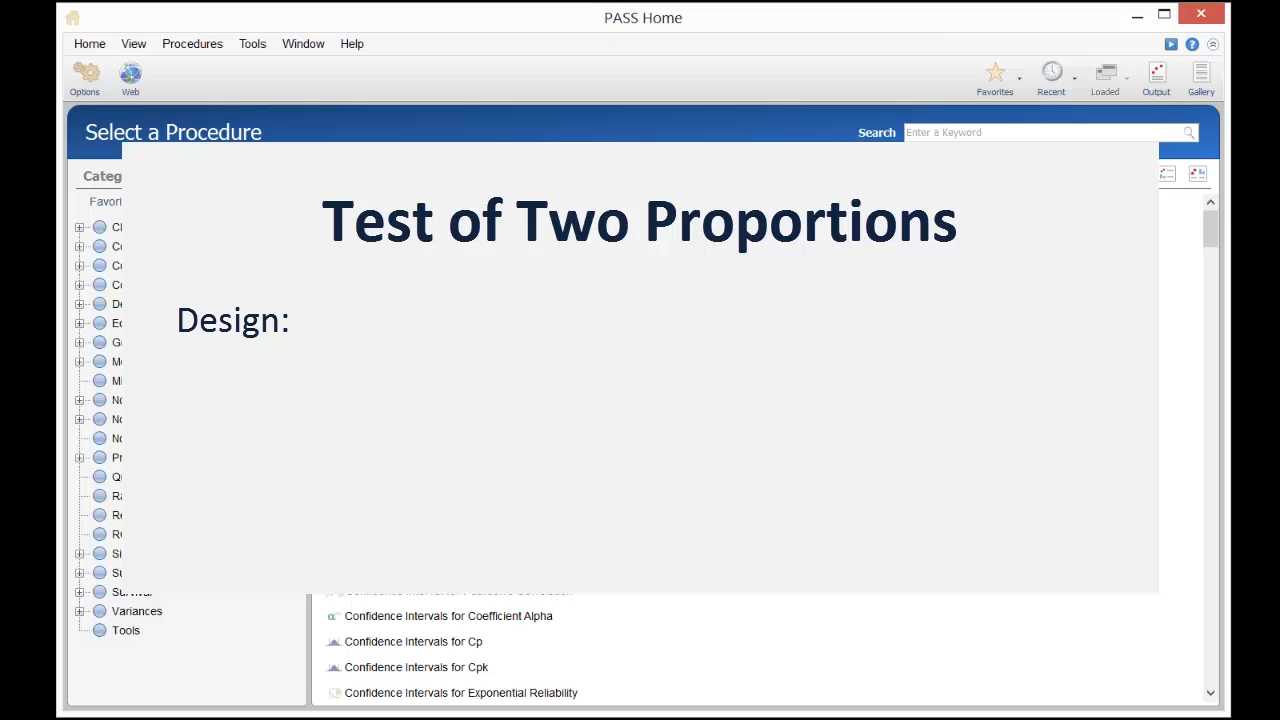 PASS Home
Home View Procedures Tools Window Help
Options Web Favorites Recent Loaded Output Gallery
Select a Procedure Search Enter a Keyword
Test of Two Proportions
Design:
Variances
Tools
Confidence Intervals for Coefficient Alpha
Confidence Intervals for Cp
Confidence Intervals for Cpk
Confidence Intervals for Exponential Reliability